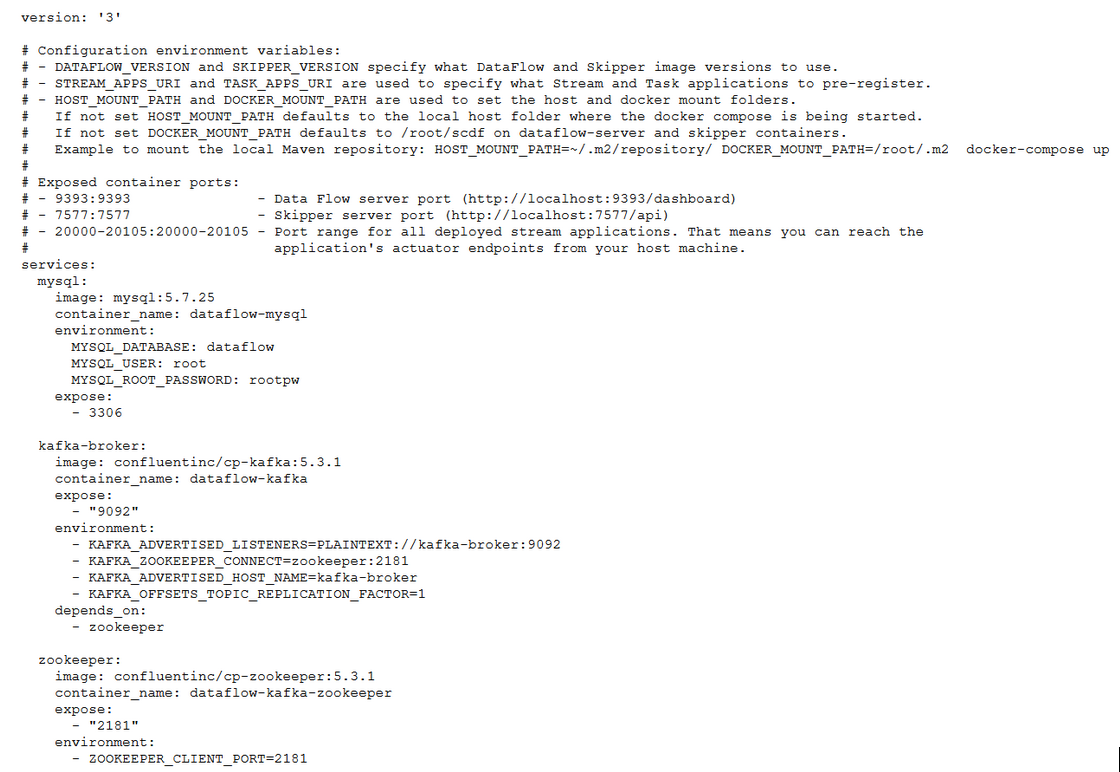 version: '3'

# Configuration environment variables:
# - DATAFLOW_VERSION and SKIPPER_VERSION specify what DataFlow and Skipper image versions to use.
# - STREAM_APPS_URI and TASK_APPS_URI are used to specify what Stream and Task applications to pre-register.
# - HOST_MOUNT_PATH and DOCKER_MOUNT_PATH are used to set the host and docker mount folders.
#   If not set HOST_MOUNT_PATH defaults to the local host folder where the docker compose is being started.
#   If not set DOCKER_MOUNT_PATH defaults to /root/scdf on dataflow-server and skipper containers.
#   Example to mount the local Maven repository: HOST_MOUNT_PATH=~/.m2/repository/ DOCKER_MOUNT_PATH=/root/.m2  docker-compose up
#
# Exposed container ports:
# - 9393:9393               - Data Flow server port (http://localhost:9393/dashboard)
# - 7577:7577               - Skipper server port (http://localhost:7577/api)
# - 20000-20105:20000-20105 - Port range for all deployed stream applications. That means you can reach the
#                             application's actuator endpoints from your host machine.
services:
  mysql:
    image: mysql:5.7.25
    container_name: dataflow-mysql
    environment:
      MYSQL_DATABASE: dataflow
      MYSQL_USER: root
      MYSQL_ROOT_PASSWORD: rootpw
    expose:
      - 3306

  kafka-broker:
    image: confluentinc/cp-kafka:5.3.1
    container_name: dataflow-kafka
    expose:
      - "9092"
    environment:
      - KAFKA_ADVERTISED_LISTENERS=PLAINTEXT://kafka-broker:9092
      - KAFKA_ZOOKEEPER_CONNECT=zookeeper:2181
      - KAFKA_ADVERTISED_HOST_NAME=kafka-broker
      - KAFKA_OFFSETS_TOPIC_REPLICATION_FACTOR=1
    depends_on:
      - zookeeper

  zookeeper:
    image: confluentinc/cp-zookeeper:5.3.1
    container_name: dataflow-kafka-zookeeper
    expose:
      - "2181"
    environment:
      - ZOOKEEPER_CLIENT_PORT=2181